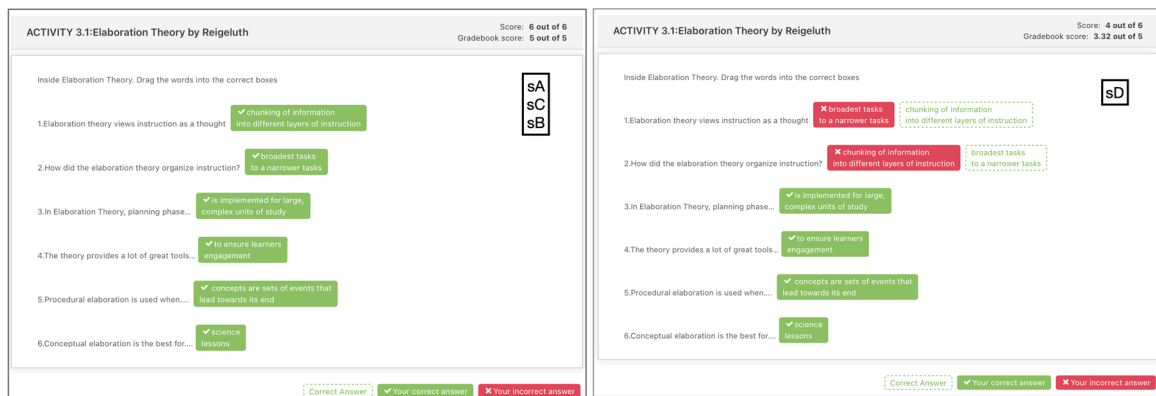 ACTIVITY 3.1:Elaboration Theory by Reigeluth
Score: 6 out of 6
Gradebook score: 5 out of 5
Inside Elaboration Theory. Drag the words into the correct boxes
sA
sC
sB
1.Elaboration theory views instruction as a thought
chunking of information
into different layers of instruction
2.How did the elaboration theory organize instruction?
broadest tasks
to a narrower tasks
3.In Elaboration Theory, planning phase...
is implemented for large,
complex units of study
4.The theory provides a lot of great tools...
to ensure learners
engagement
5.Procedural elaboration is used when....
concepts are sets of events that
lead towards its end
6.Conceptual elaboration is the best for....
science
lessons
Correct Answer
Your correct answer
Your incorrect answer
ACTIVITY 3.1:Elaboration Theory by Reigeluth
Score: 4 out of 6
Gradebook score: 3.32 out of 5
Inside Elaboration Theory. Drag the words into the correct boxes
sD
1.Elaboration theory views instruction as a thought
broadest tasks
to a narrower tasks
chunking of information
into different layers of instruction
2.How did the elaboration theory organize instruction?
chunking of information
into different layers of instruction
broadest tasks
to a narrower tasks
3.In Elaboration Theory, planning phase...
is implemented for large,
complex units of study
4.The theory provides a lot of great tools...
to ensure learners
engagement
5.Procedural elaboration is used when....
concepts are sets of events that
lead towards its end
6.Conceptual elaboration is the best for....
science
lessons
Correct Answer
Your correct answer
Your incorrect answer